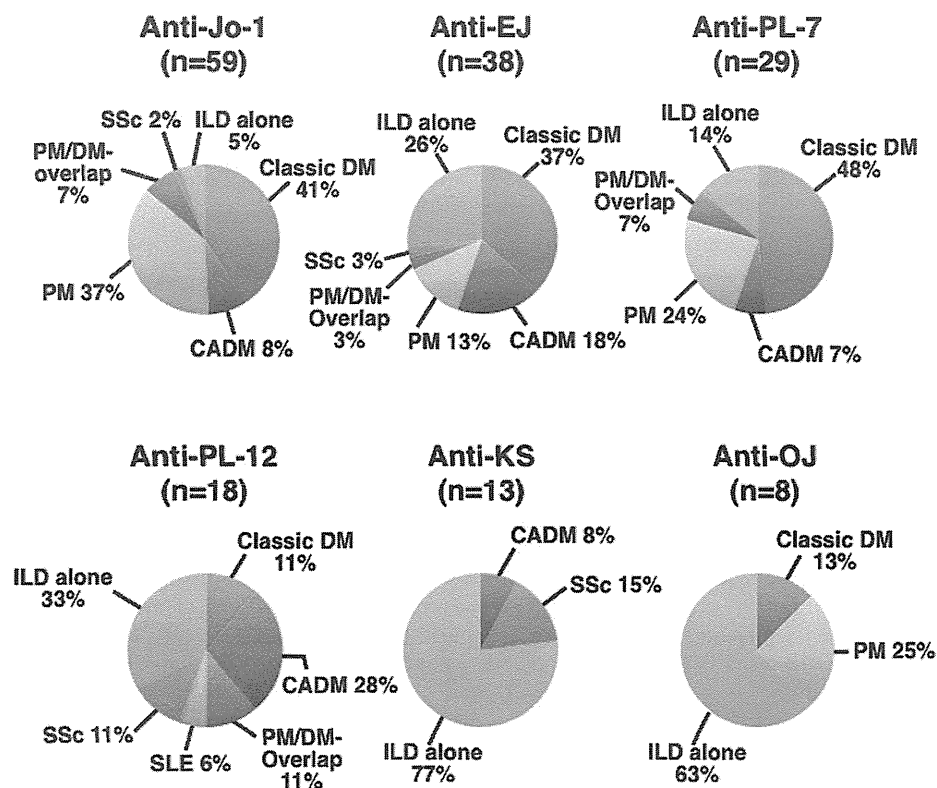 Anti-Jo-1
(n=59)
SSc 2%
ILD alone
5%
PM/DM-
overlap
7%
Classic DM
41%
PM 37%
CADM 8%
Anti-EJ
(n=38)
ILD alone
26%
Classic DM
37%
SSc 3%
PM/DM-
Overlap
3%
PM 13%
CADM 18%
Anti-PL-7
(n=29)
ILD alone
14%
Classic DM
48%
PM/DM-
Overlap
7%
PM 24%
CADM 7%
Anti-PL-12
(n=18)
Classic DM
11%
ILD alone
33%
CADM 28%
SSc 11%
SLE 6%
PM/DM-
Overlap
11%
Anti-KS
(n=13)
CADM 8%
SSc 15%
ILD alone
77%
Anti-OJ
(n=8)
Classic DM
13%
PM 25%
ILD alone
63%